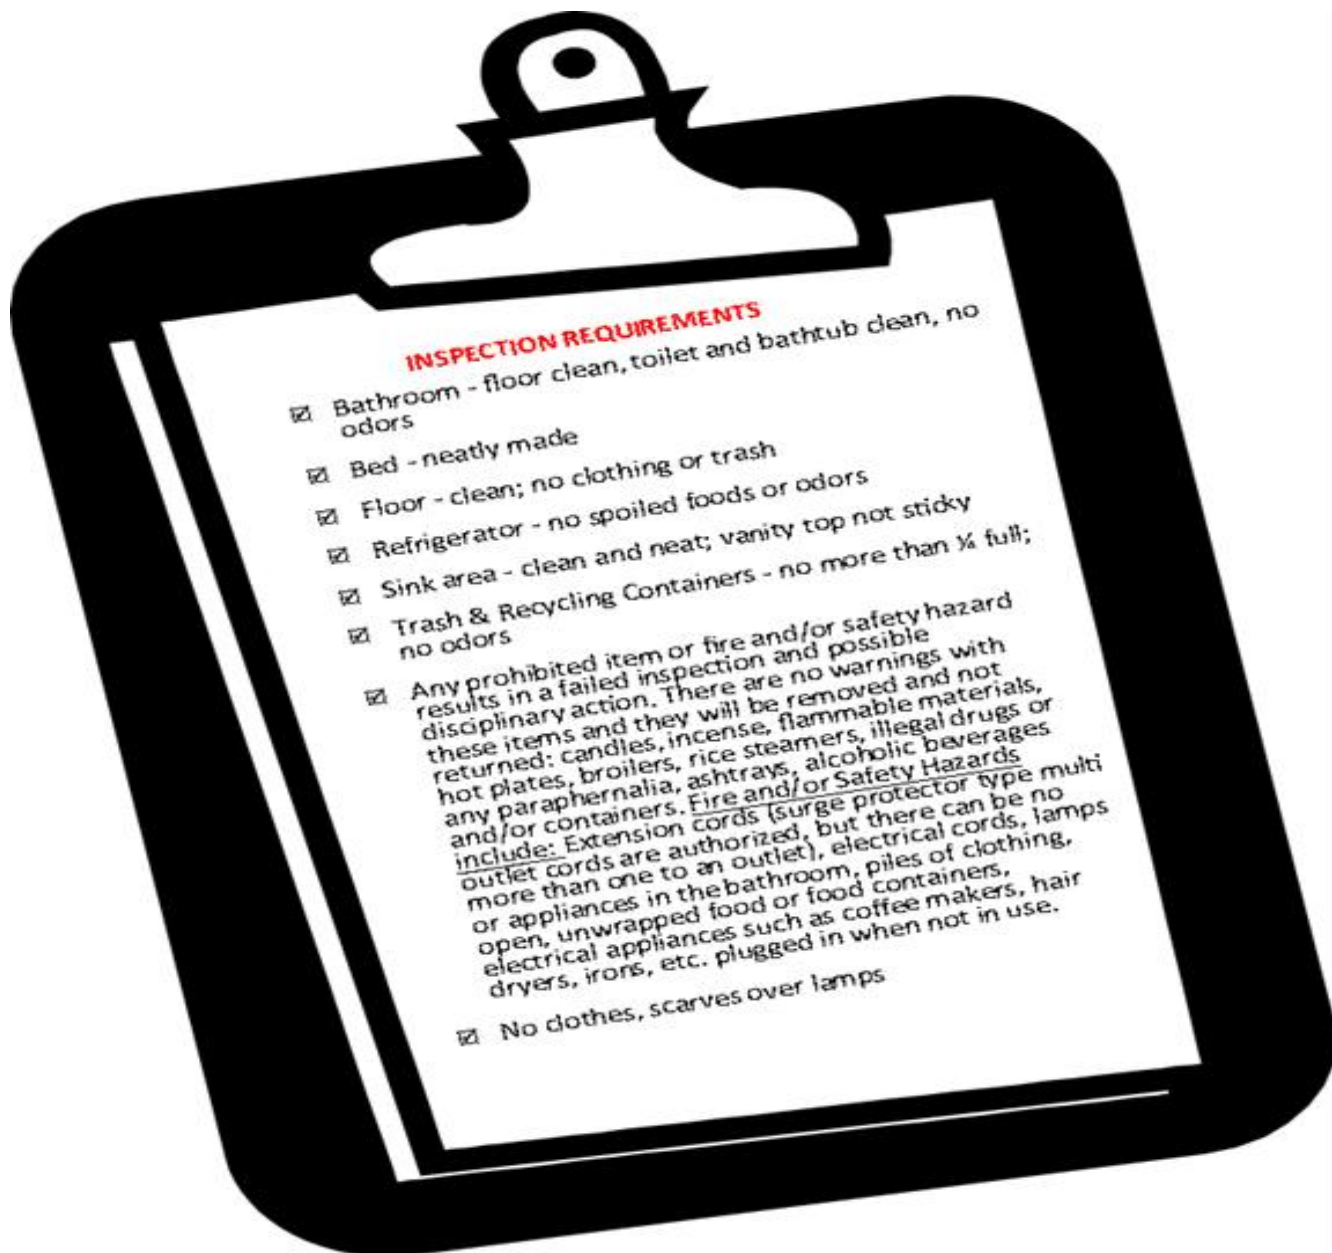 INSPECTION REQUIREMENTS
☑ Bathroom - floor clean, toilet and bathtub clean, no
odors
☑ Bed - neatly made
☑ Floor - clean; no clothing or trash
☑ Refrigerator - no spoiled foods or odors
☑ Sink area - clean and neat; vanity top not sticky
☑ Trash & Recycling Containers - no more than full;
no odors
☑ Any prohibited item or fire and/or safety hazard
results in a failed inspection and possible
disciplinary action. There are no warnings with
these items and they will be removed and not
returned: candles, incense, flammable materials,
hot plates, broilers, rice steamers, illegal drugs or
any paraphernalia, ashtrays, alcoholic beverages
and/or containers. Fire and/or Safety Hazards
include: Extension cords (surge protector type multi
outlet cords are authorized, but there can be no
more than one to an outlet), electrical cords, lamps
or appliances in the bathroom, piles of clothing,
open, unwrapped food or food containers,
electrical appliances such as coffee makers, hair
dryers, irons, etc. plugged in when not in use.
☑ No clothes, scarves over lamps